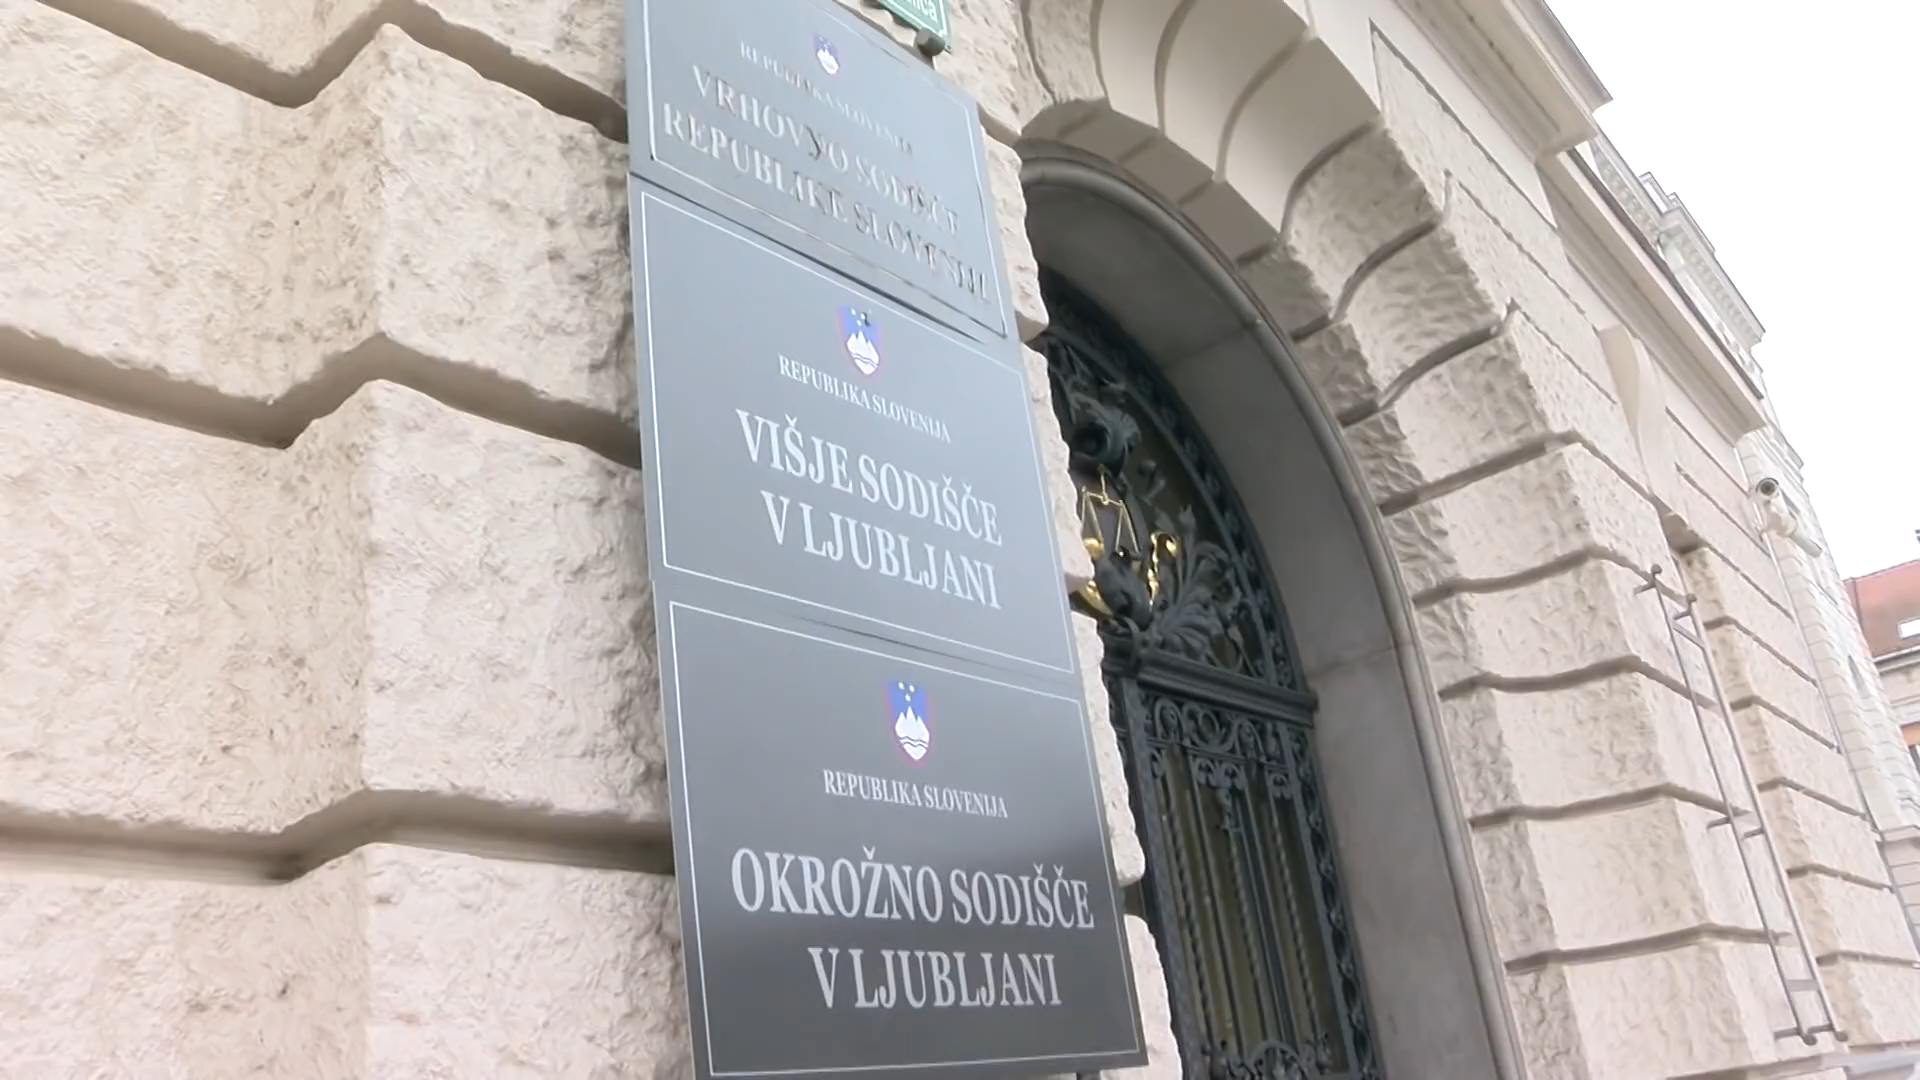 REPUBLIKA SLOVENIJA
VRHOVNO SODIŠČE
REPUBLIKE SLOVENIJE
REPUBLIKA SLOVENIJA
VIŠJE SODIŠČE
V LJUBLJANI
REPUBLIKA SLOVENIJA
OKROŽNO SODIŠČE
V LJUBLJANI